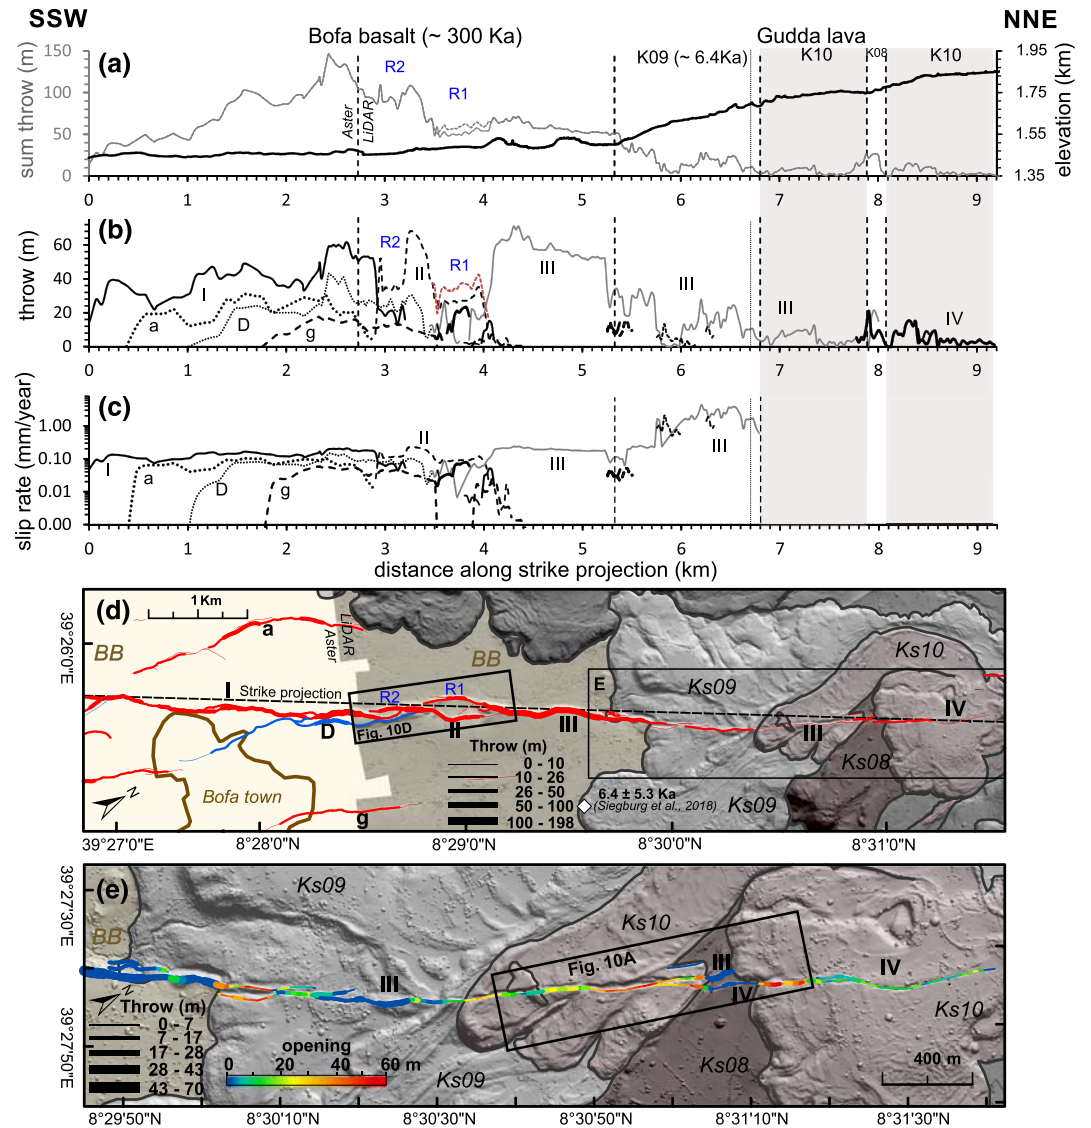 SSW
NNE
Bofa basalt (~ 300 Ka)
Gudda lava
(a)
R2
R1
K09 (~ 6.4Ka)
K10
K08
K10
Aster
LiDAR
sum throw (m)
150
100
50
0
elevation (km)
1.95
1.75
1.55
1.35
0 1 2 3 4 5 6 7 8 9
(b)
R2
II
R1
III
III
III
IV
I
a
D
g
throw (m)
60
40
20
0
0 1 2 3 4 5 6 7 8 9
(c)
II
III
III
I
a
D
g
slip rate (mm/year)
1.00
0.10
0.01
0.00
0 1 2 3 4 5 6 7 8 9
distance along strike projection (km)
(d)
1Km
a
LiDAR
Aster
BB
BB
39°26'0"E
I
Strike projection
R2
R1
E
Ks09
Ks10
IV
D
Fig. 10D
II
III
III
Throw (m)
0 - 10
10 - 26
26 - 50
50 - 100
100 - 198
Ks08
N
Bofa town
g
6.4 ± 5.3 Ka
(Siegburg et al., 2018)
Ks09
39°27'0"E
8°28'0"N
8°29'0"N
8°30'0"N
8°31'0"N
(e)
39°27'30"E
Ks09
Ks10
BB
Fig. 10A
III
IV
III
IV
N
Throw (m)
0 - 7
7 - 17
17 - 28
28 - 43
43 - 70
opening
0 20 40 60 m
Ks09
Ks08
Ks10
400 m
39°27'50"E
8°29'50"N
8°30'10"N
8°30'30"N
8°30'50"N
8°31'10"N
8°31'30"N